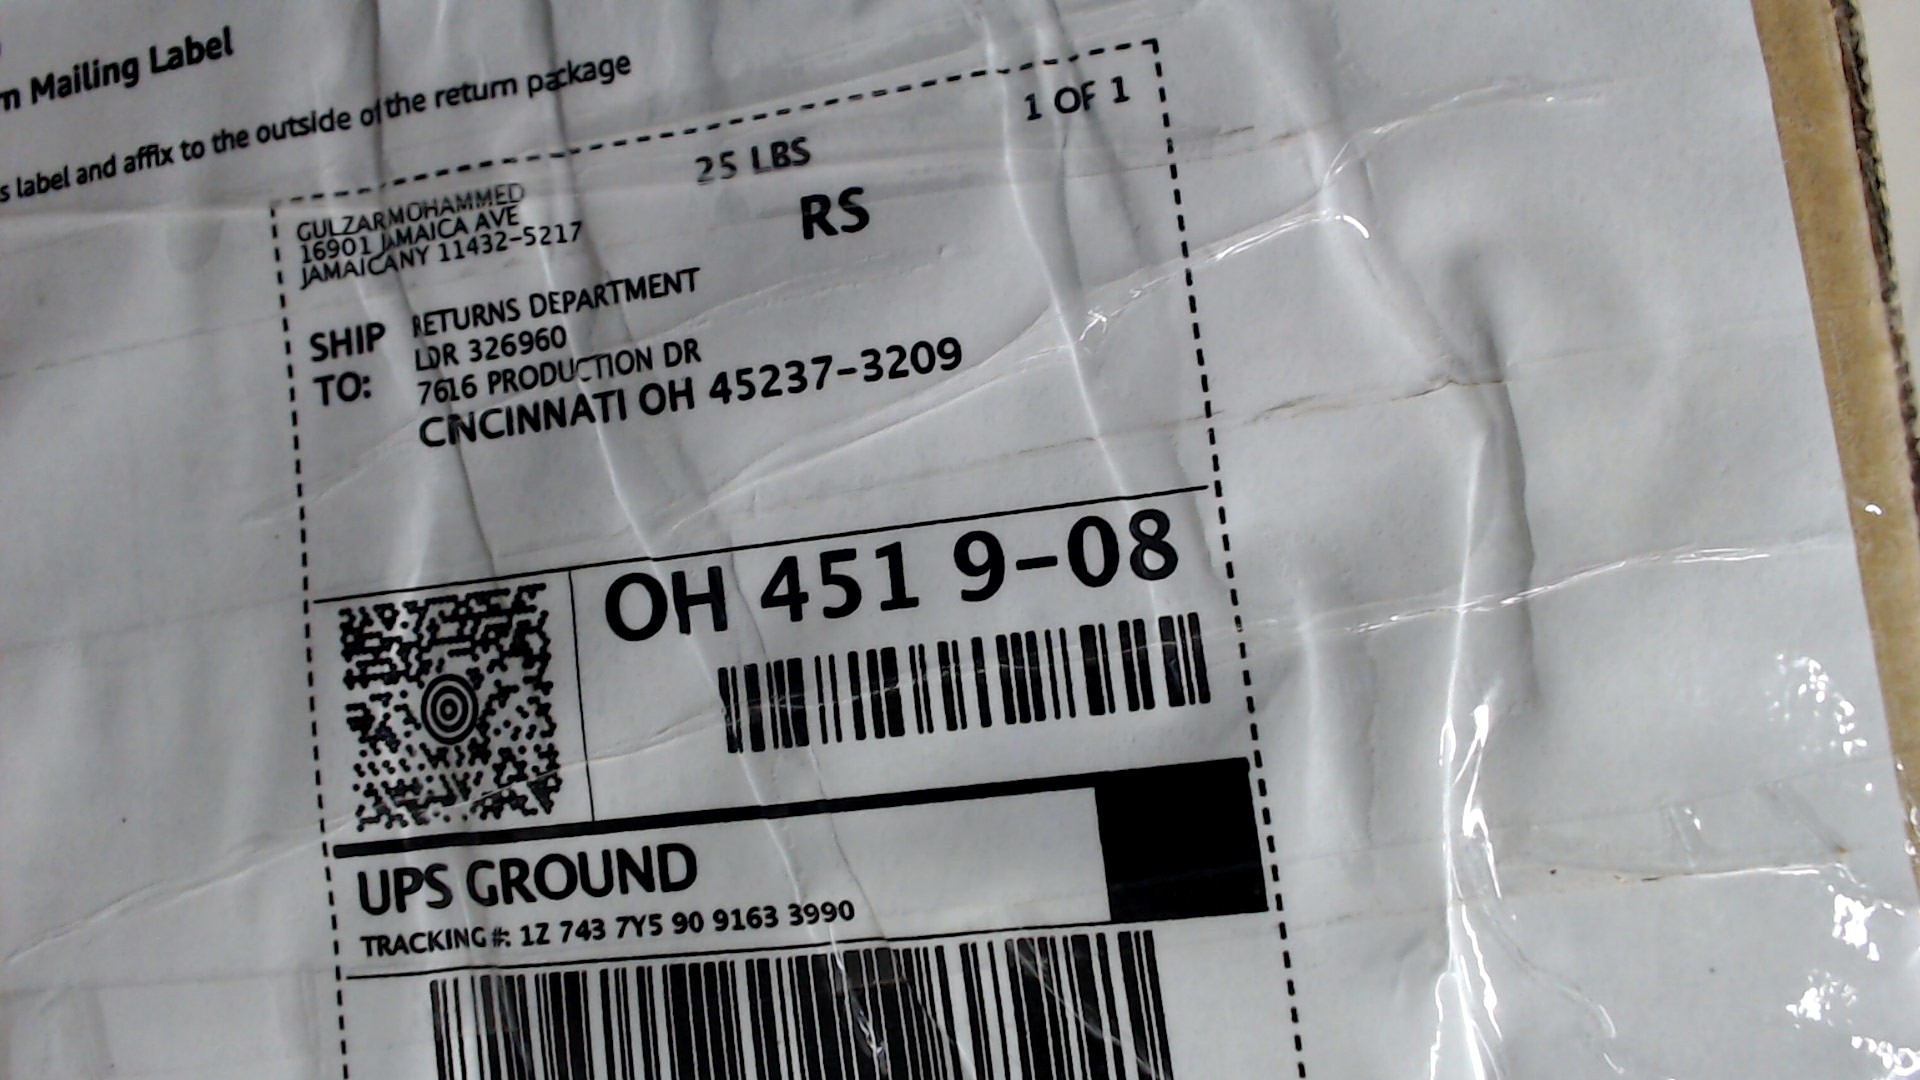 n Mailing Label
s label and affix to the outside of the return package
1 OF 1
25 LBS
RS
GULZARMOHAMMED
16901 JAMAICA AVE
JAMAICANY 11432-5217
SHIP TO:
RETURNS DEPARTMENT
LDR 326960
7616 PRODUCTION DR
CINCINNATI OH 45237-3209
OH 451 9-08
UPS GROUND
TRACKING #: 1Z 743 7Y5 90 9163 3990